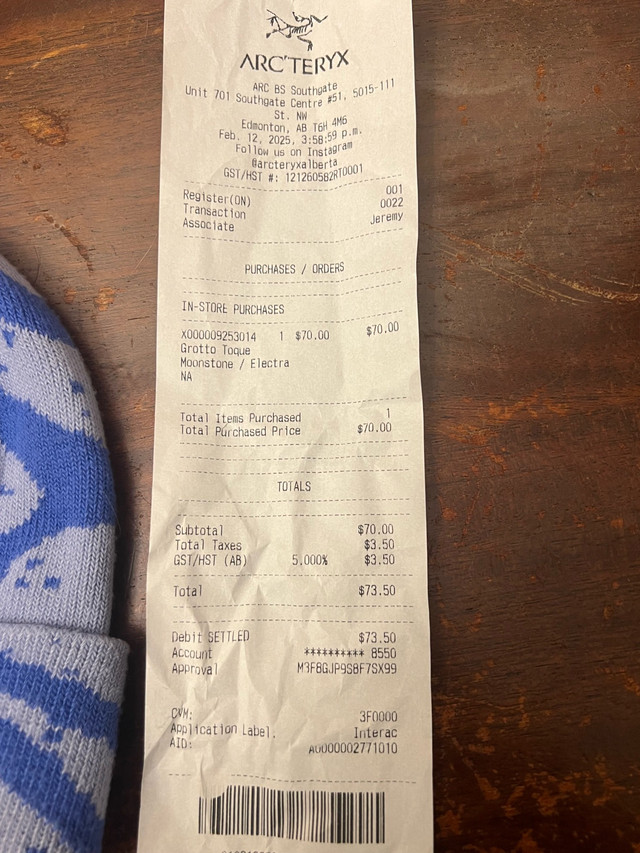 ARC'TERYX
ARC BS Southgate
Unit 701 Southgate Centre #51, 5015-111
St. NW
Edmonton, AB T6H 4M6
Feb. 12, 2025, 3:58:59 p.m.
Follow us on Instagram
@arcteryxalberta
GST/HST #: 121260582RT0001
Register(ON) 001
Transaction 0022
Associate Jeremy
PURCHASES / ORDERS
IN-STORE PURCHASES
X000009253014 1 $70.00 $70.00
Grotto Toque
Moonstone / Electra
NA
Total Items Purchased 1
Total Purchased Price $70.00
TOTALS
Subtotal $70.00
Total Taxes $3.50
GST/HST (AB) 5.000% $3.50
Total $73.50
Debit SETTLED $73.50
Account ********** 8550
Approval M3F8GJP9S8F7SX99
CVM: 3F0000
Application Label. Interac
AID: A0000002771010